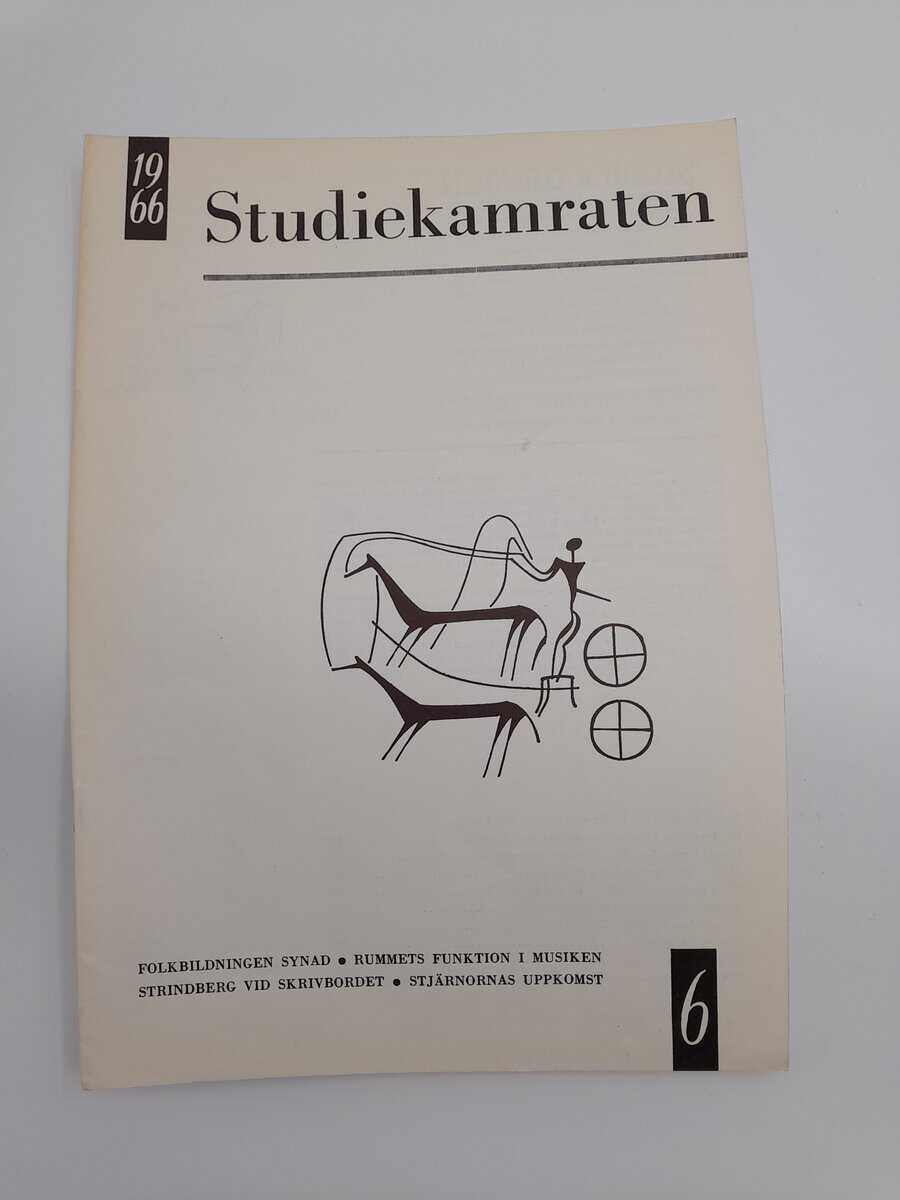 19
66
Studiekamraten
FOLKBILDNINGEN SYNAD • RUMMETS FUNKTION I MUSIKEN
STRINDBERG VID SKRIVBORDET • STJÄRNORNAS UPPKOMST
6